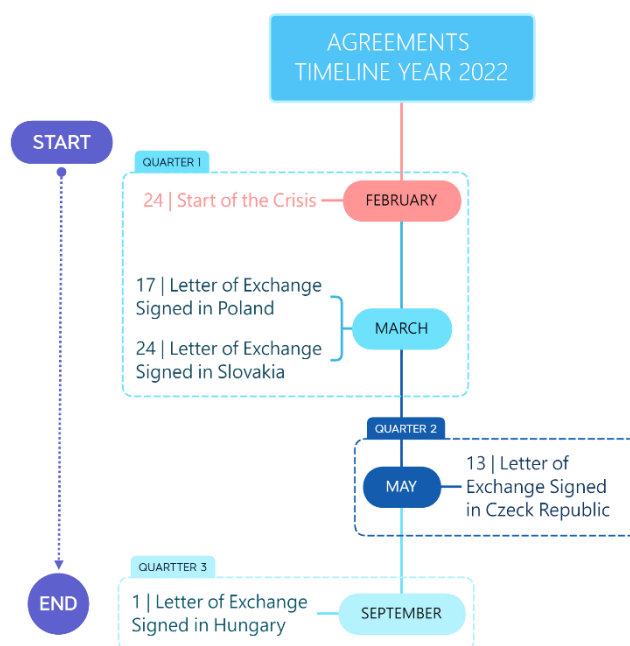 AGREEMENTS
TIMELINE YEAR 2022
START
QUARTER 1
24 | Start of the Crisis
FEBRUARY
17 | Letter of Exchange
Signed in Poland
MARCH
24 | Letter of Exchange
Signed in Slovakia
QUARTER 2
MAY
13 | Letter of
Exchange Signed
in Czeck Republic
QUARTTER 3
END
1 | Letter of Exchange
Signed in Hungary
SEPTEMBER